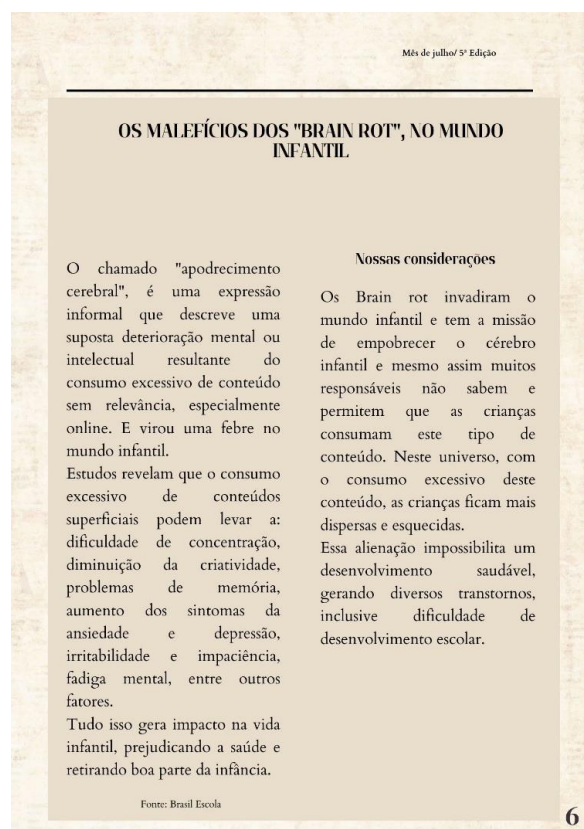 Mês de julho/ 5ª Edição
OS MALEFÍCIOS DOS "BRAIN ROT", NO MUNDO
INFANTIL
O chamado "apodrecimento
cerebral", é uma expressão
informal que descreve uma
suposta deterioração mental ou
intelectual resultante do
consumo excessivo de conteúdo
sem relevância, especialmente
online. E virou uma febre no
mundo infantil.
Estudos revelam que o consumo
excessivo de conteúdos
superficiais podem levar a:
dificuldade de concentração,
diminuição da criatividade,
problemas de memória,
aumento dos sintomas da
ansiedade e depressão,
irritabilidade e impaciência,
fadiga mental, entre outros
fatores.
Tudo isso gera impacto na vida
infantil, prejudicando a saúde e
retirando boa parte da infância.
Fonte: Brasil Escola
Nossas considerações
Os Brain rot invadiram o
mundo infantil e tem a missão
de empobrecer o cérebro
infantil e mesmo assim muitos
responsáveis não sabem e
permitem que as crianças
consumam este tipo de
conteúdo. Neste universo, com
o consumo excessivo deste
conteúdo, as crianças ficam mais
dispersas e esquecidas.
Essa alienação impossibilita um
desenvolvimento saudável,
gerando diversos transtornos,
inclusive dificuldade de
desenvolvimento escolar.
6